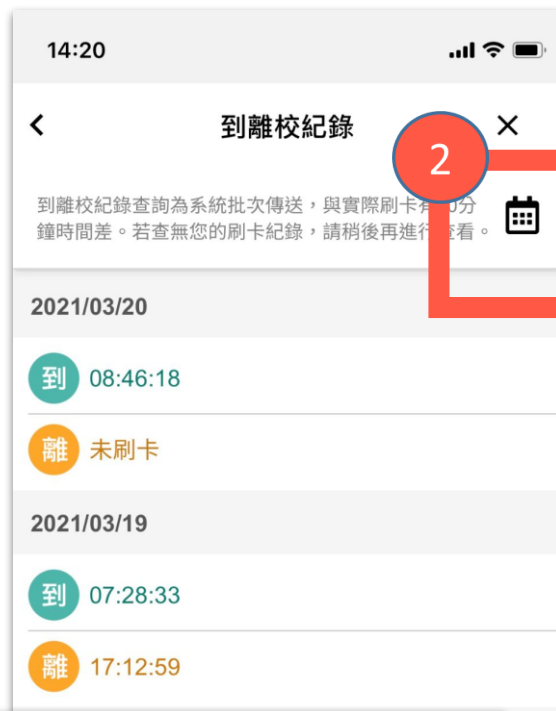 14:20
到離校紀錄
2
到離校紀錄查詢為系統批次傳送，與實際刷卡有 0分
鐘時間差。若查無您的刷卡紀錄，請稍後再進行 看。
2021/03/20
到 08:46:18
離 未刷卡
2021/03/19
到 07:28:33
離 17:12:59